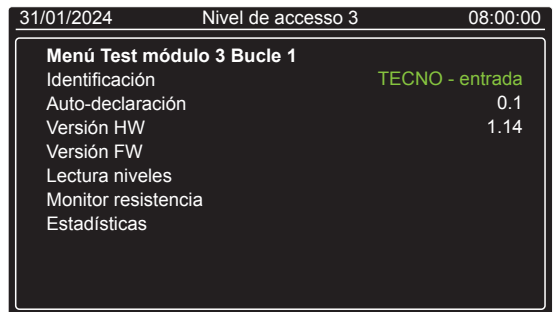 31/01/2024 Nivel de accesso 3 08:00:00
Menú Test módulo 3 Bucle 1
Identificación TECNO - entrada
Auto-declaración 0.1
Versión HW 1.14
Versión FW
Lectura niveles
Monitor resistencia
Estadísticas